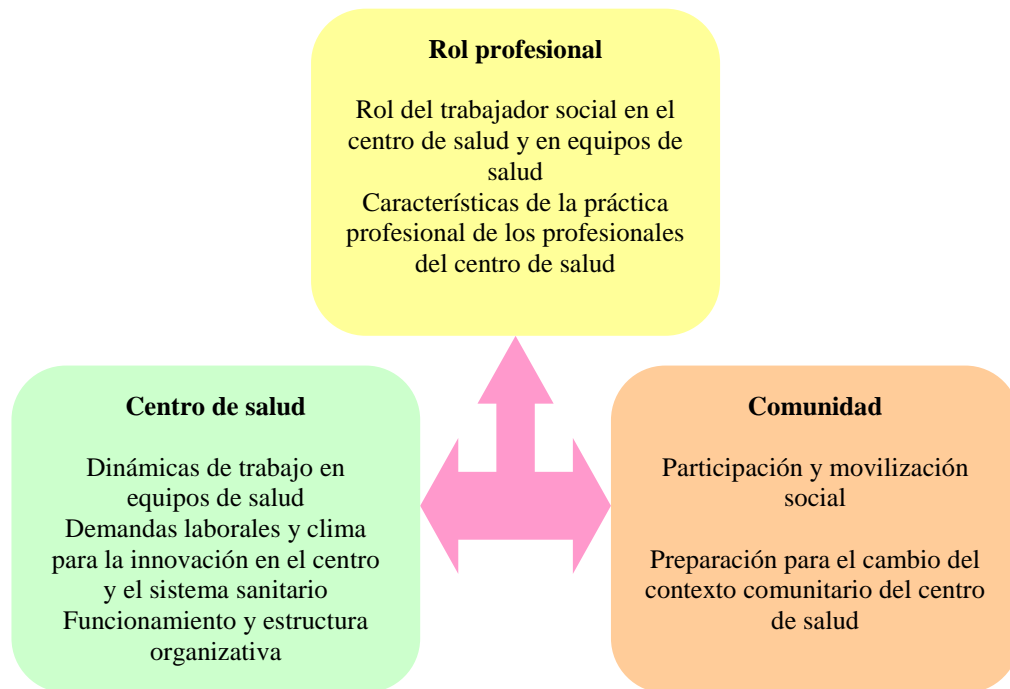 Rol profesional
Rol del trabajador social en el
centro de salud y en equipos de
salud
Características de la práctica
profesional de los profesionales
del centro de salud
Centro de salud
Dinámicas de trabajo en
equipos de salud
Demandas laborales y clima
para la innovación en el centro
y el sistema sanitario
Funcionamiento y estructura
organizativa
Comunidad
Participación y movilización
social
Preparación para el cambio del
contexto comunitario del centro
de salud